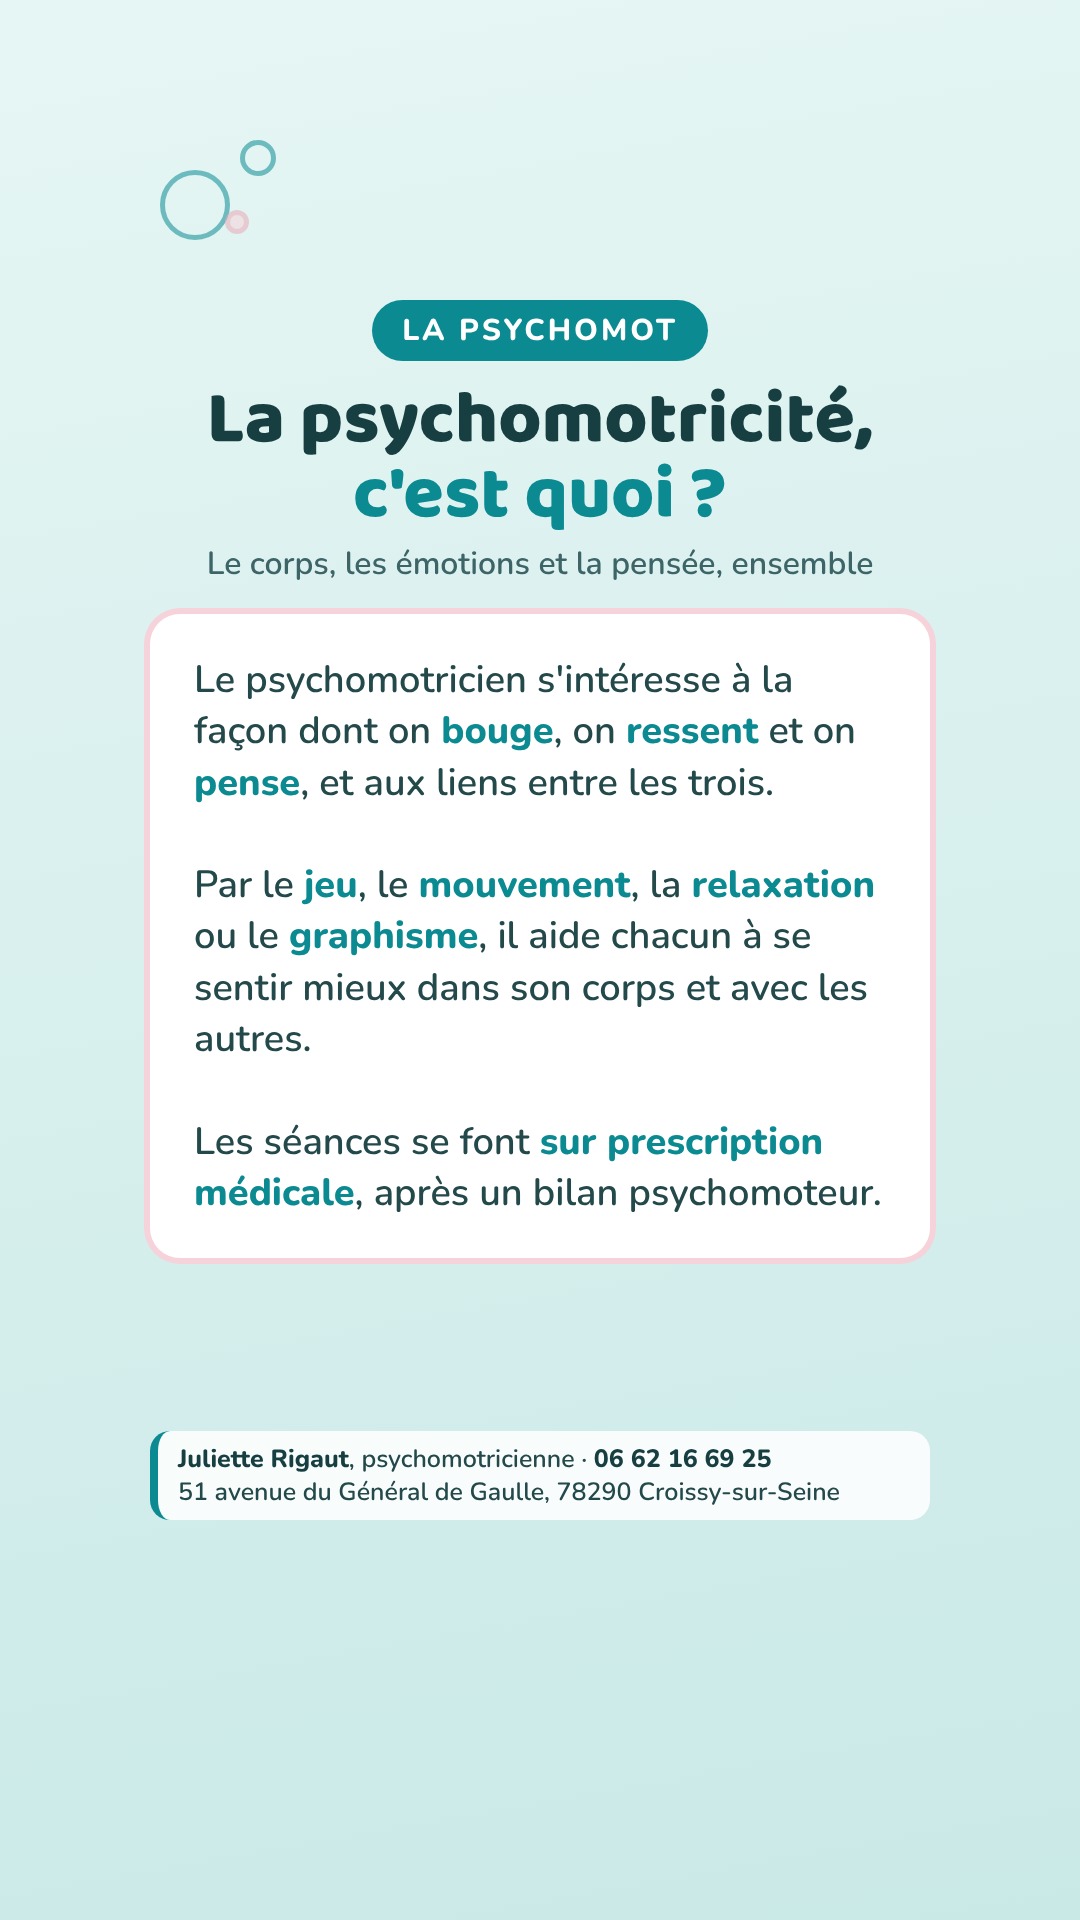 LA PSYCHOMOT
La psychomotricité,
c'est quoi ?
Le corps, les émotions et la pensée, ensemble
Le psychomotricien s'intéresse à la
façon dont on bouge, on ressent et on
pense, et aux liens entre les trois.
Par le jeu, le mouvement, la relaxation
ou le graphisme, il aide chacun à se
sentir mieux dans son corps et avec les
autres.
Les séances se font sur prescription
médicale, après un bilan psychomoteur.
Juliette Rigaut, psychomotricienne · 06 62 16 69 25
51 avenue du Général de Gaulle, 78290 Croissy-sur-Seine